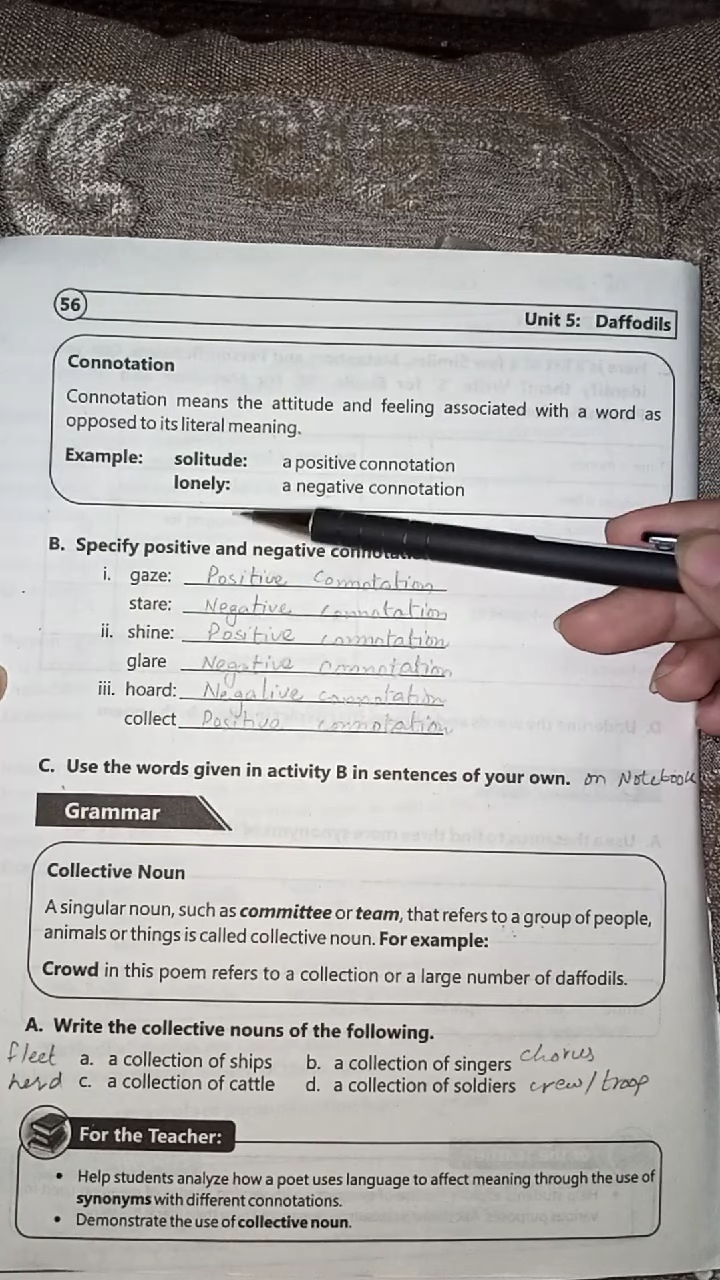 56
Unit 5: Daffodils
Connotation
Connotation means the attitude and feeling associated with a word as
opposed to its literal meaning.
Example: solitude: a positive connotation
lonely: a negative connotation
B. Specify positive and negative
i. gaze: Positive Connotation
stare: Negative connotation
ii. shine: Positive connotation
glare Negative connotation
iii. hoard: Negative connotation
collect Positive connotation
C. Use the words given in activity B in sentences of your own. on Notebook
Grammar
Collective Noun
A singular noun, such as committee or team, that refers to a group of people,
animals or things is called collective noun. For example:
Crowd in this poem refers to a collection or a large number of daffodils.
A. Write the collective nouns of the following.
fleet a. a collection of ships b. a collection of singers chorus
herd c. a collection of cattle d. a collection of soldiers crew/troop
For the Teacher:
• Help students analyze how a poet uses language to affect meaning through the use of
synonyms with different connotations.
• Demonstrate the use of collective noun.